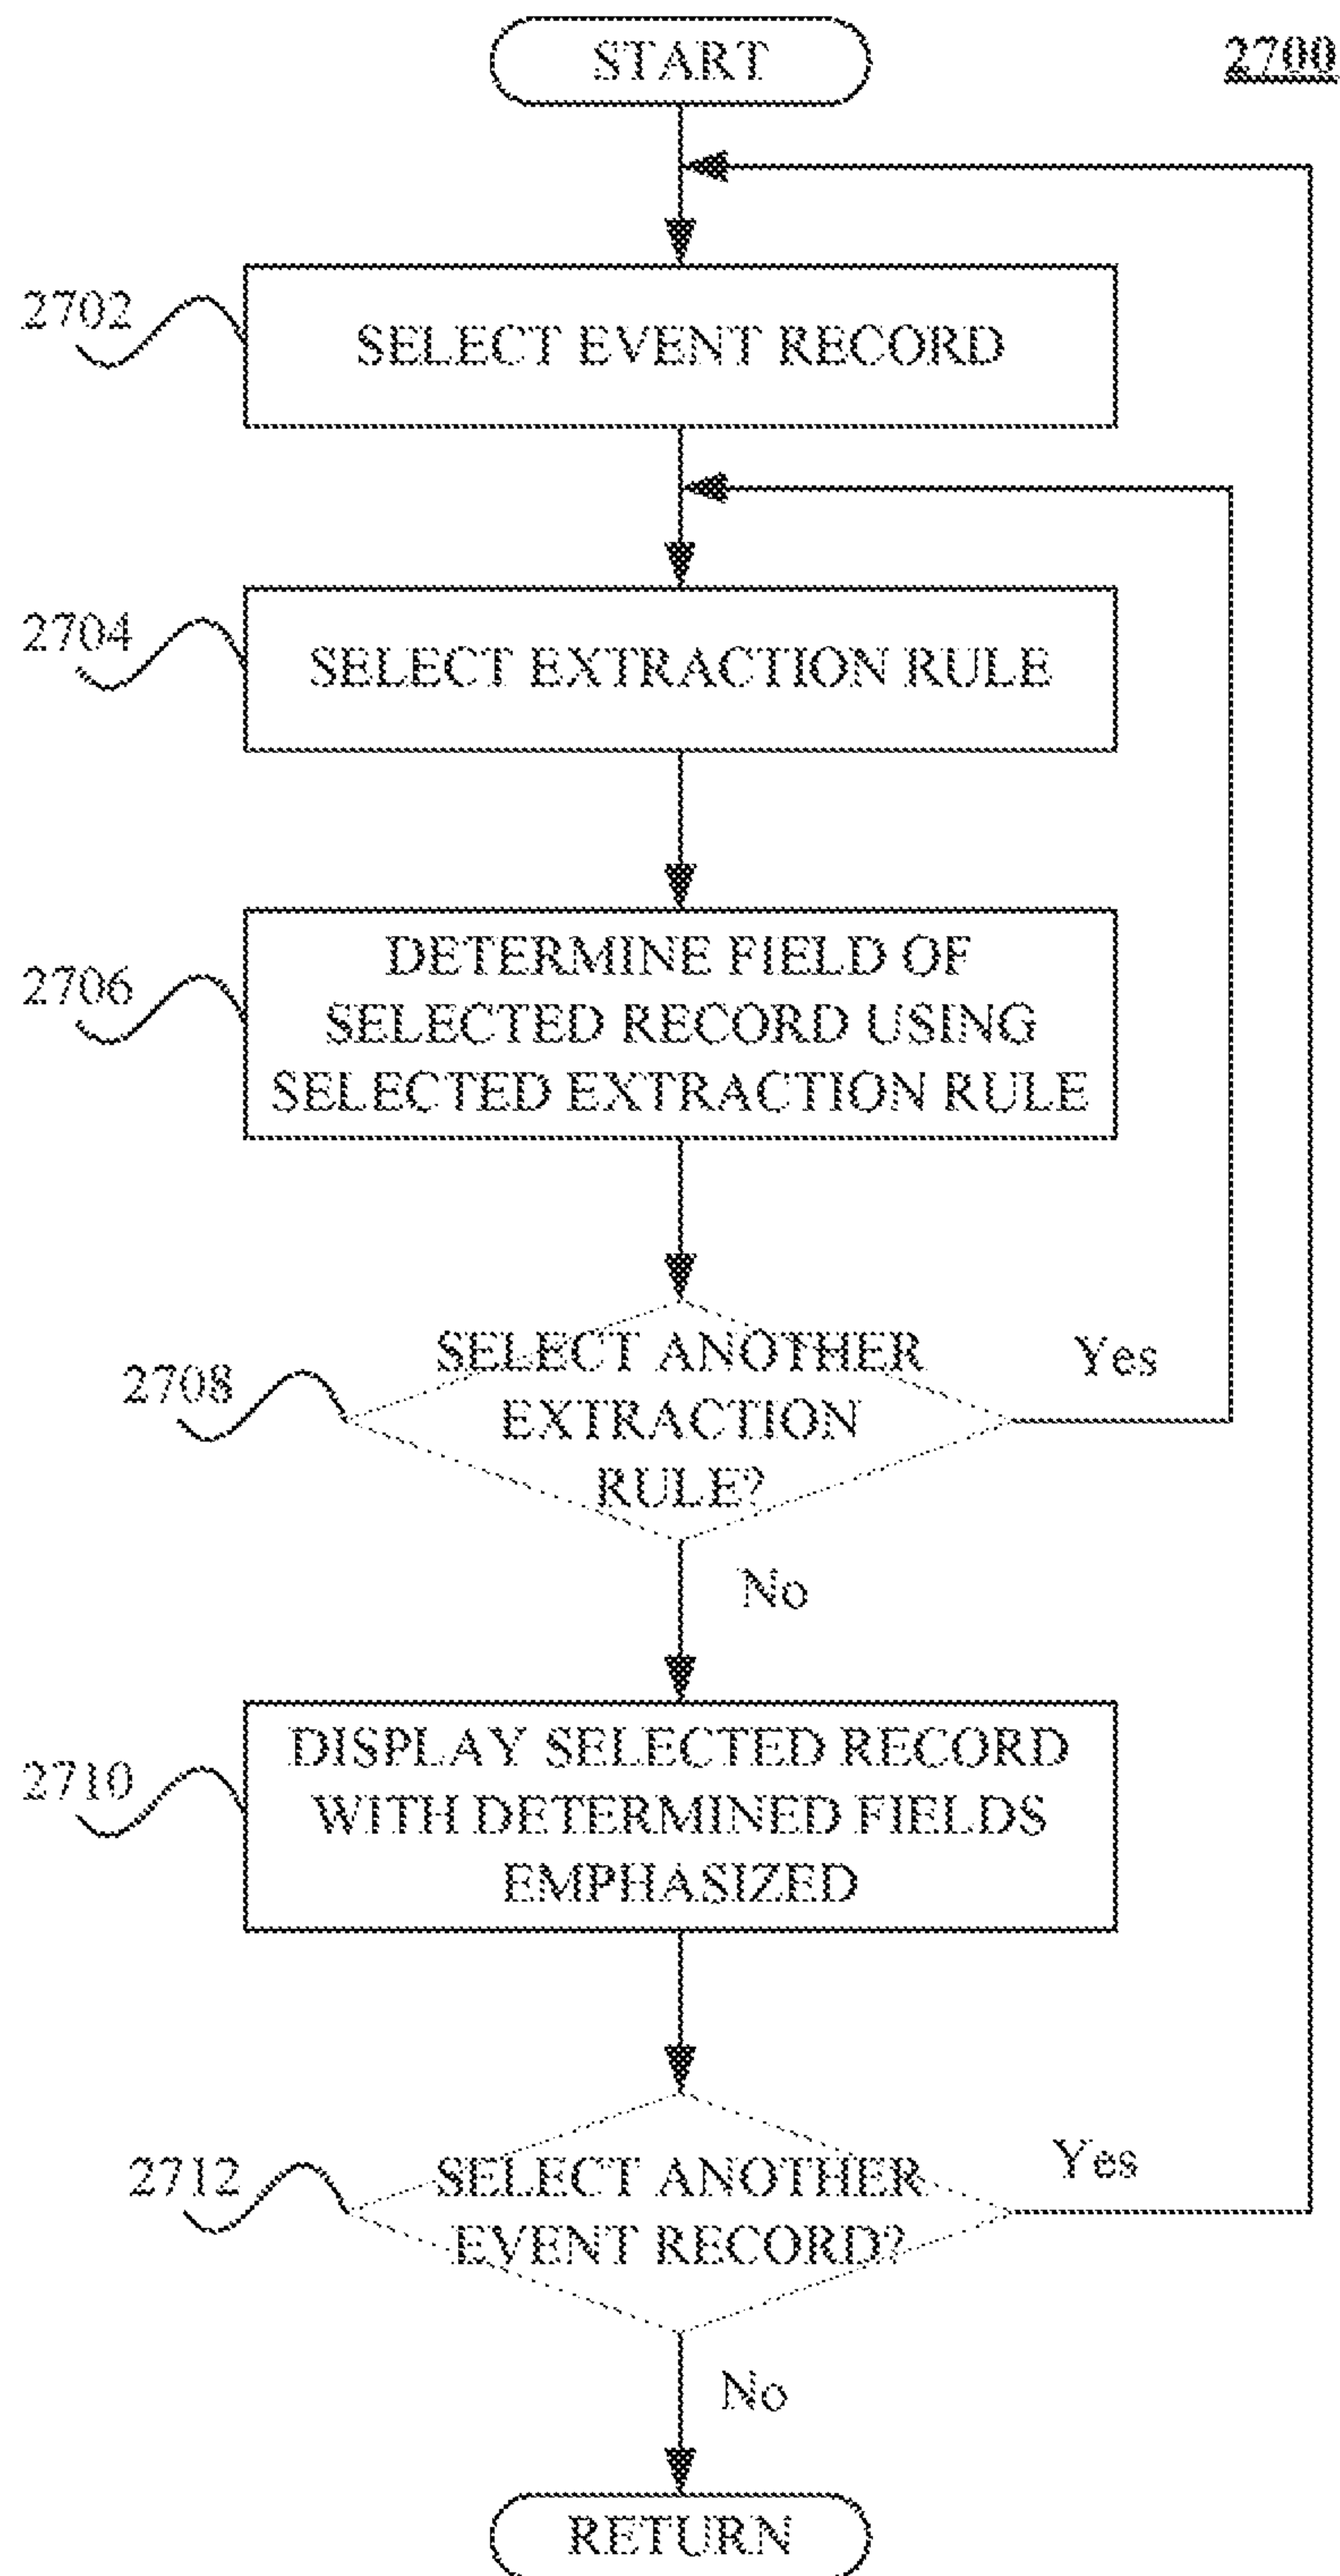 START
2700
2702
SELECT EVENT RECORD
2704
SELECT EXTRACTION RULE
2706
DETERMINE FIELD OF
SELECTED RECORD USING
SELECTED EXTRACTION RULE
2708
SELECT ANOTHER
EXTRACTION
RULE?
Yes
No
2710
DISPLAY SELECTED RECORD
WITH DETERMINED FIELDS
EMPHASIZED
2712
SELECT ANOTHER
EVENT RECORD?
Yes
No
RETURN